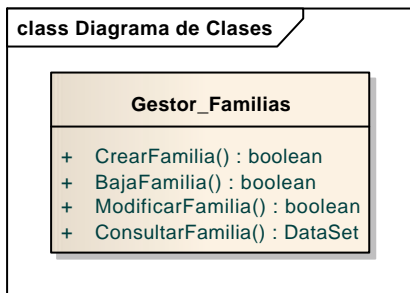 class Diagrama de Clases
Gestor_Familias
+ CrearFamilia() : boolean
+ BajaFamilia() : boolean
+ ModificarFamilia() : boolean
+ ConsultarFamilia() : DataSet